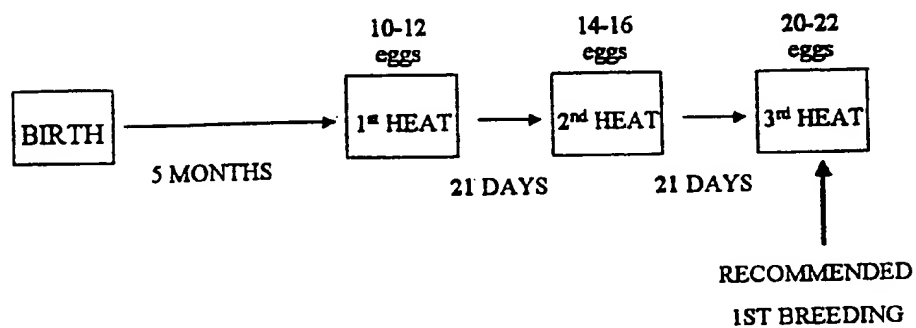 10-12
eggs
14-16
eggs
20-22
eggs
BIRTH
1st HEAT
2nd HEAT
3rd HEAT
5 MONTHS
21 DAYS
21 DAYS
RECOMMENDED
1ST BREEDING